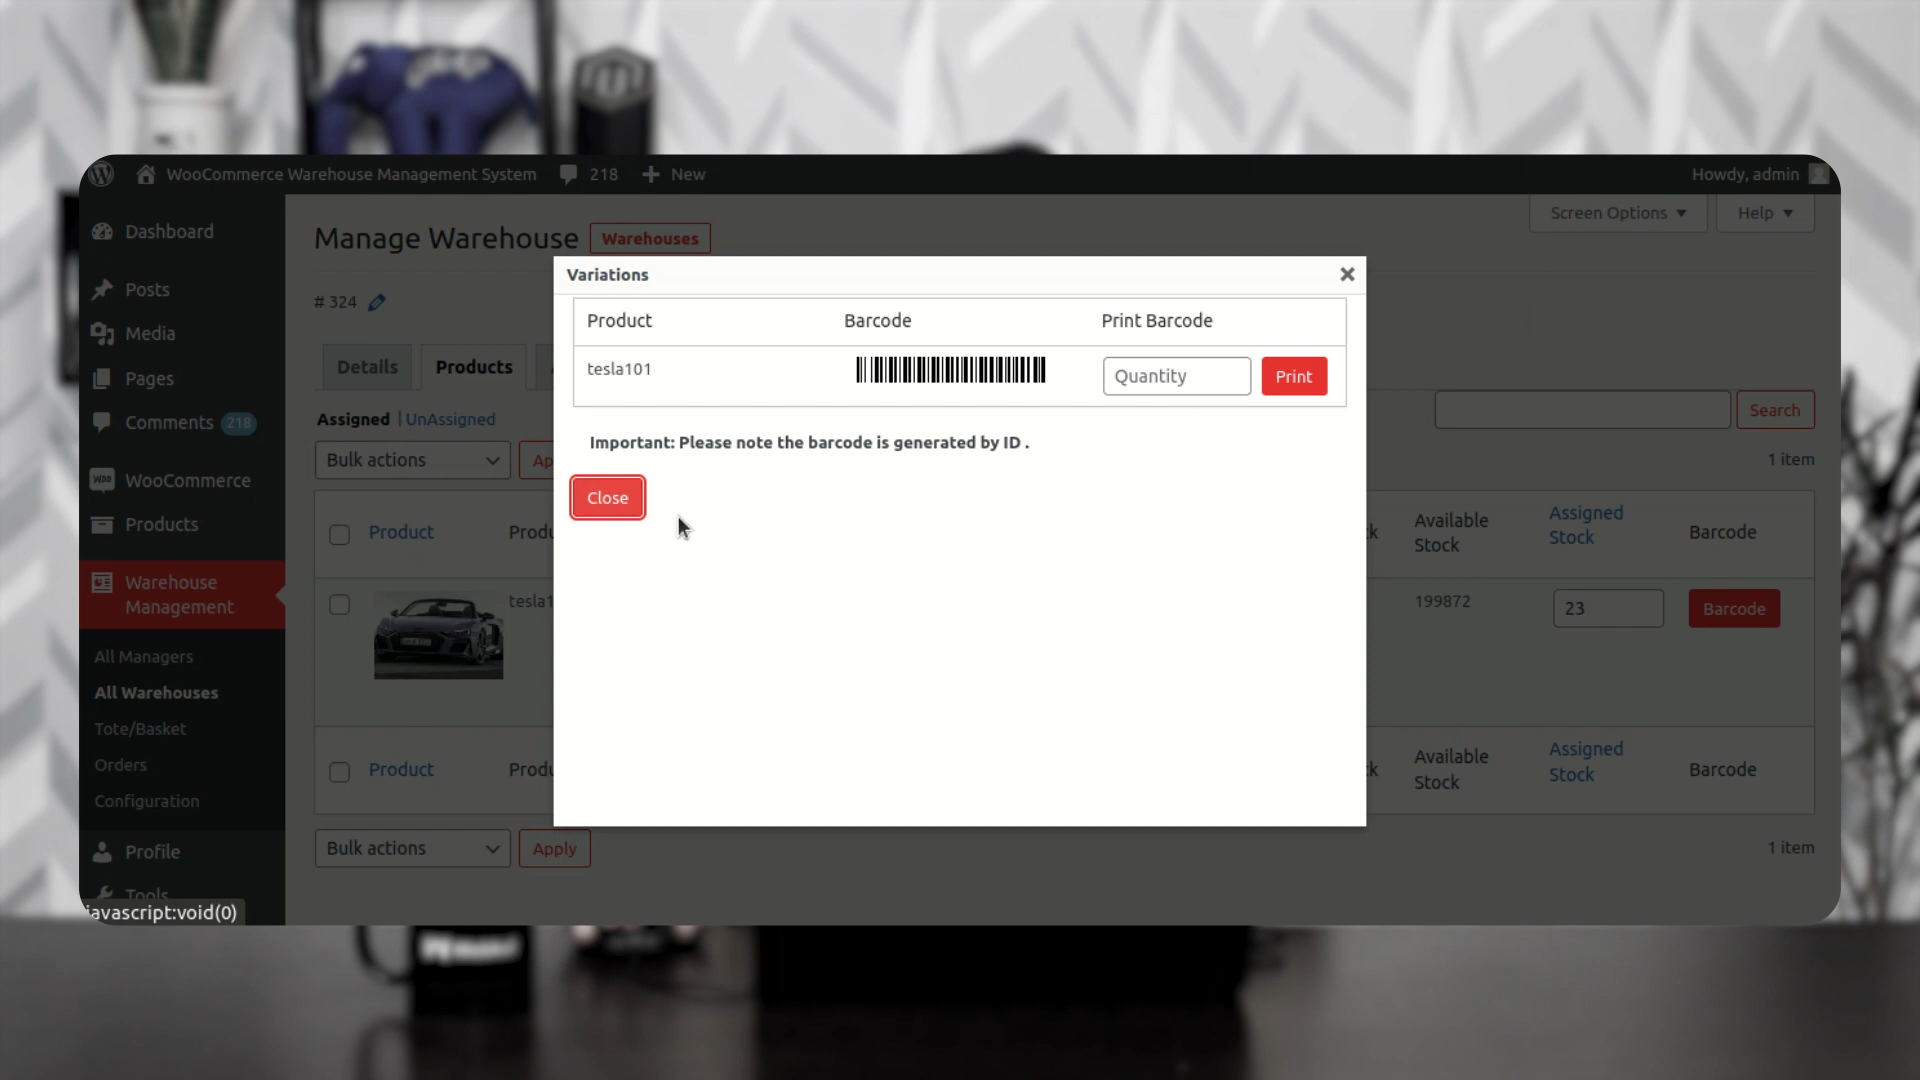 WooCommerce Warehouse Management System 218 New Howdy, admin
Screen Options Help
Dashboard
Posts
Media
Pages
Comments 218
WooCommerce
Products
Warehouse
Management
All Managers
All Warehouses
Tote/Basket
Orders
Configuration
Profile
Tools
javascript:void(0)
Manage Warehouse Warehouses
# 324
Details Products
Assigned | UnAssigned
Search
Bulk actions
1 item
Product
Available
Stock
Assigned
Stock
Barcode
199872 23 Barcode
Product
Available
Stock
Assigned
Stock
Barcode
Bulk actions Apply 1 item
Variations
Product Barcode Print Barcode
tesla101 Quantity Print
Important: Please note the barcode is generated by ID .
Close